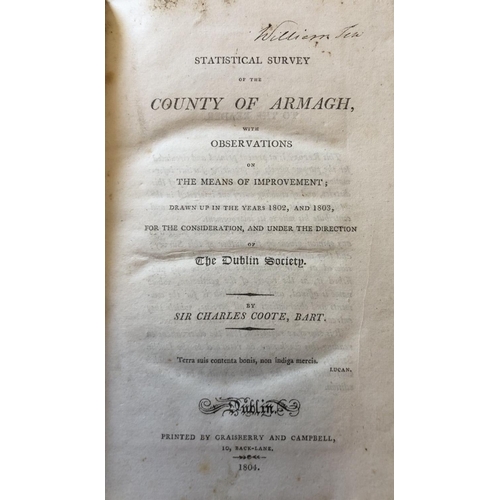 William
STATISTICAL SURVEY
OF THE
COUNTY OF ARMAGH,
WITH
OBSERVATIONS
ON
THE MEANS OF IMPROVEMENT;
DRAWN UP IN THE YEARS 1802, AND 1803,
FOR THE CONSIDERATION, AND UNDER THE DIRECTION
OF
The Dublin Society.
BY
SIR CHARLES COOTE, BART.
Terra suis contenta bonis, non indiga mercis.
LUCAN.
Dublin:
PRINTED BY GRAISBERRY AND CAMPBELL,
10, BACK-LANE.
1804.